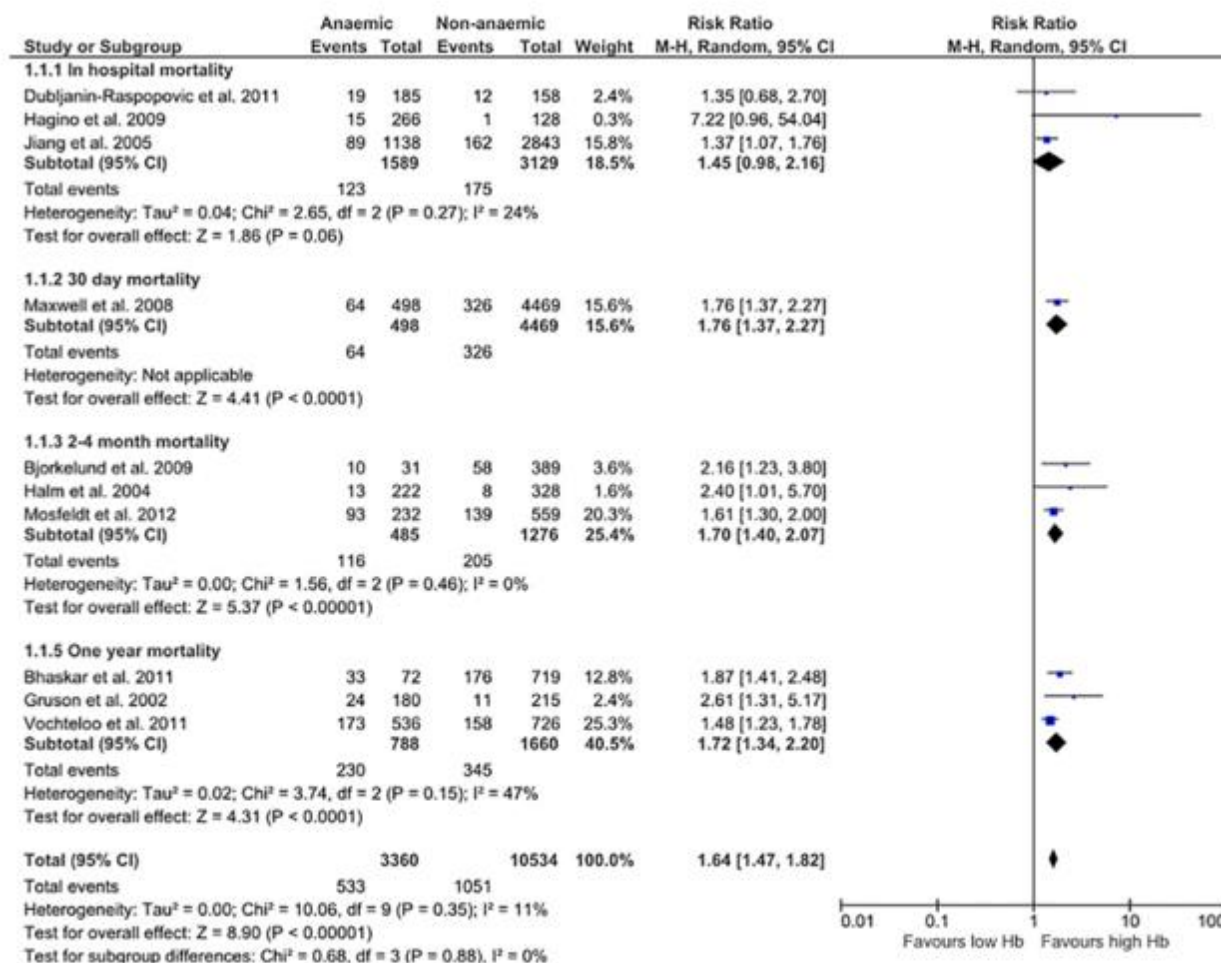 Anaemic Non-anaemic Risk Ratio Risk Ratio
Study or Subgroup Events Total Events Total Weight M-H, Random, 95% CI M-H, Random, 95% CI
1.1.1 In hospital mortality
Dubljanin-Raspopovic et al. 2011 19 185 12 158 2.4% 1.35 [0.68, 2.70]
Hagino et al. 2009 15 266 1 128 0.3% 7.22 [0.96, 54.04]
Jiang et al. 2005 89 1138 162 2843 15.8% 1.37 [1.07, 1.76]
Subtotal (95% CI) 1589 3129 18.5% 1.45 [0.98, 2.16]
Total events 123 175
Heterogeneity: Tau² = 0.04; Chi² = 2.65, df = 2 (P = 0.27); I² = 24%
Test for overall effect: Z = 1.86 (P = 0.06)
1.1.2 30 day mortality
Maxwell et al. 2008 64 498 326 4469 15.6% 1.76 [1.37, 2.27]
Subtotal (95% CI) 498 4469 15.6% 1.76 [1.37, 2.27]
Total events 64 326
Heterogeneity: Not applicable
Test for overall effect: Z = 4.41 (P < 0.0001)
1.1.3 2-4 month mortality
Bjorkelund et al. 2009 10 31 58 389 3.6% 2.16 [1.23, 3.80]
Halm et al. 2004 13 222 8 328 1.6% 2.40 [1.01, 5.70]
Mosfeldt et al. 2012 93 232 139 559 20.3% 1.61 [1.30, 2.00]
Subtotal (95% CI) 485 1276 25.4% 1.70 [1.40, 2.07]
Total events 116 205
Heterogeneity: Tau² = 0.00; Chi² = 1.56, df = 2 (P = 0.46); I² = 0%
Test for overall effect: Z = 5.37 (P < 0.00001)
1.1.5 One year mortality
Bhaskar et al. 2011 33 72 176 719 12.8% 1.87 [1.41, 2.48]
Gruson et al. 2002 24 180 11 215 2.4% 2.61 [1.31, 5.17]
Vochteloo et al. 2011 173 536 158 726 25.3% 1.48 [1.23, 1.78]
Subtotal (95% CI) 788 1660 40.5% 1.72 [1.34, 2.20]
Total events 230 345
Heterogeneity: Tau² = 0.02; Chi² = 3.74, df = 2 (P = 0.15); I² = 47%
Test for overall effect: Z = 4.31 (P < 0.0001)
Total (95% CI) 3360 10534 100.0% 1.64 [1.47, 1.82]
Total events 533 1051
Heterogeneity: Tau² = 0.00; Chi² = 10.06, df = 9 (P = 0.35); I² = 11%
Test for overall effect: Z = 8.90 (P < 0.00001)
Test for subgroup differences: Chi² = 0.68, df = 3 (P = 0.88), I² = 0%
0.01 0.1 1 10 100
Favours low Hb Favours high Hb